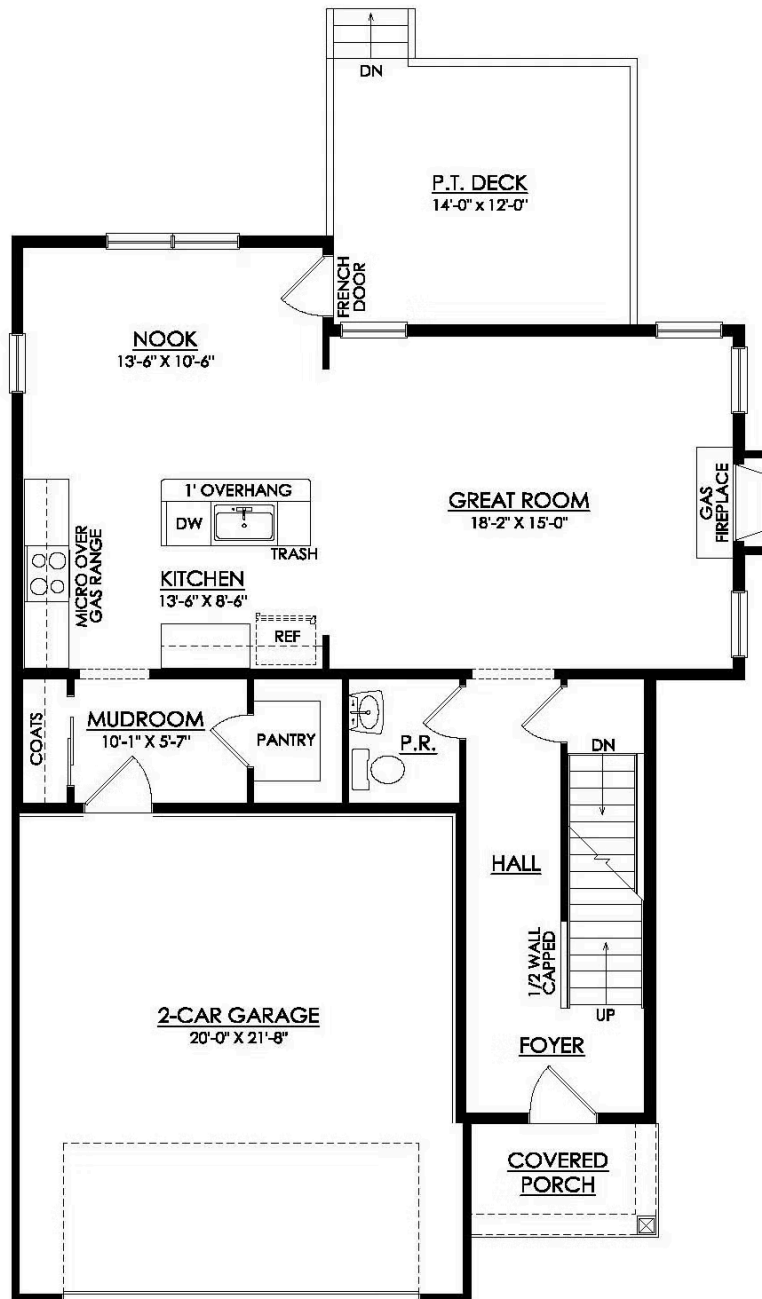 DN
P.T. DECK
14'-0" x 12'-0"
FRENCH
DOOR
NOOK
13'-6" X 10'-6"
1' OVERHANG
DW
TRASH
GREAT ROOM
18'-2" X 15'-0"
GAS
FIREPLACE
MICRO OVER
GAS RANGE
KITCHEN
13'-6" X 8'-6"
REF
COATS
MUDROOM
10'-1" X 5'-7"
PANTRY
P.R.
DN
HALL
1/2 WALL
CAPPED
2-CAR GARAGE
20'-0" X 21'-8"
UP
FOYER
COVERED
PORCH